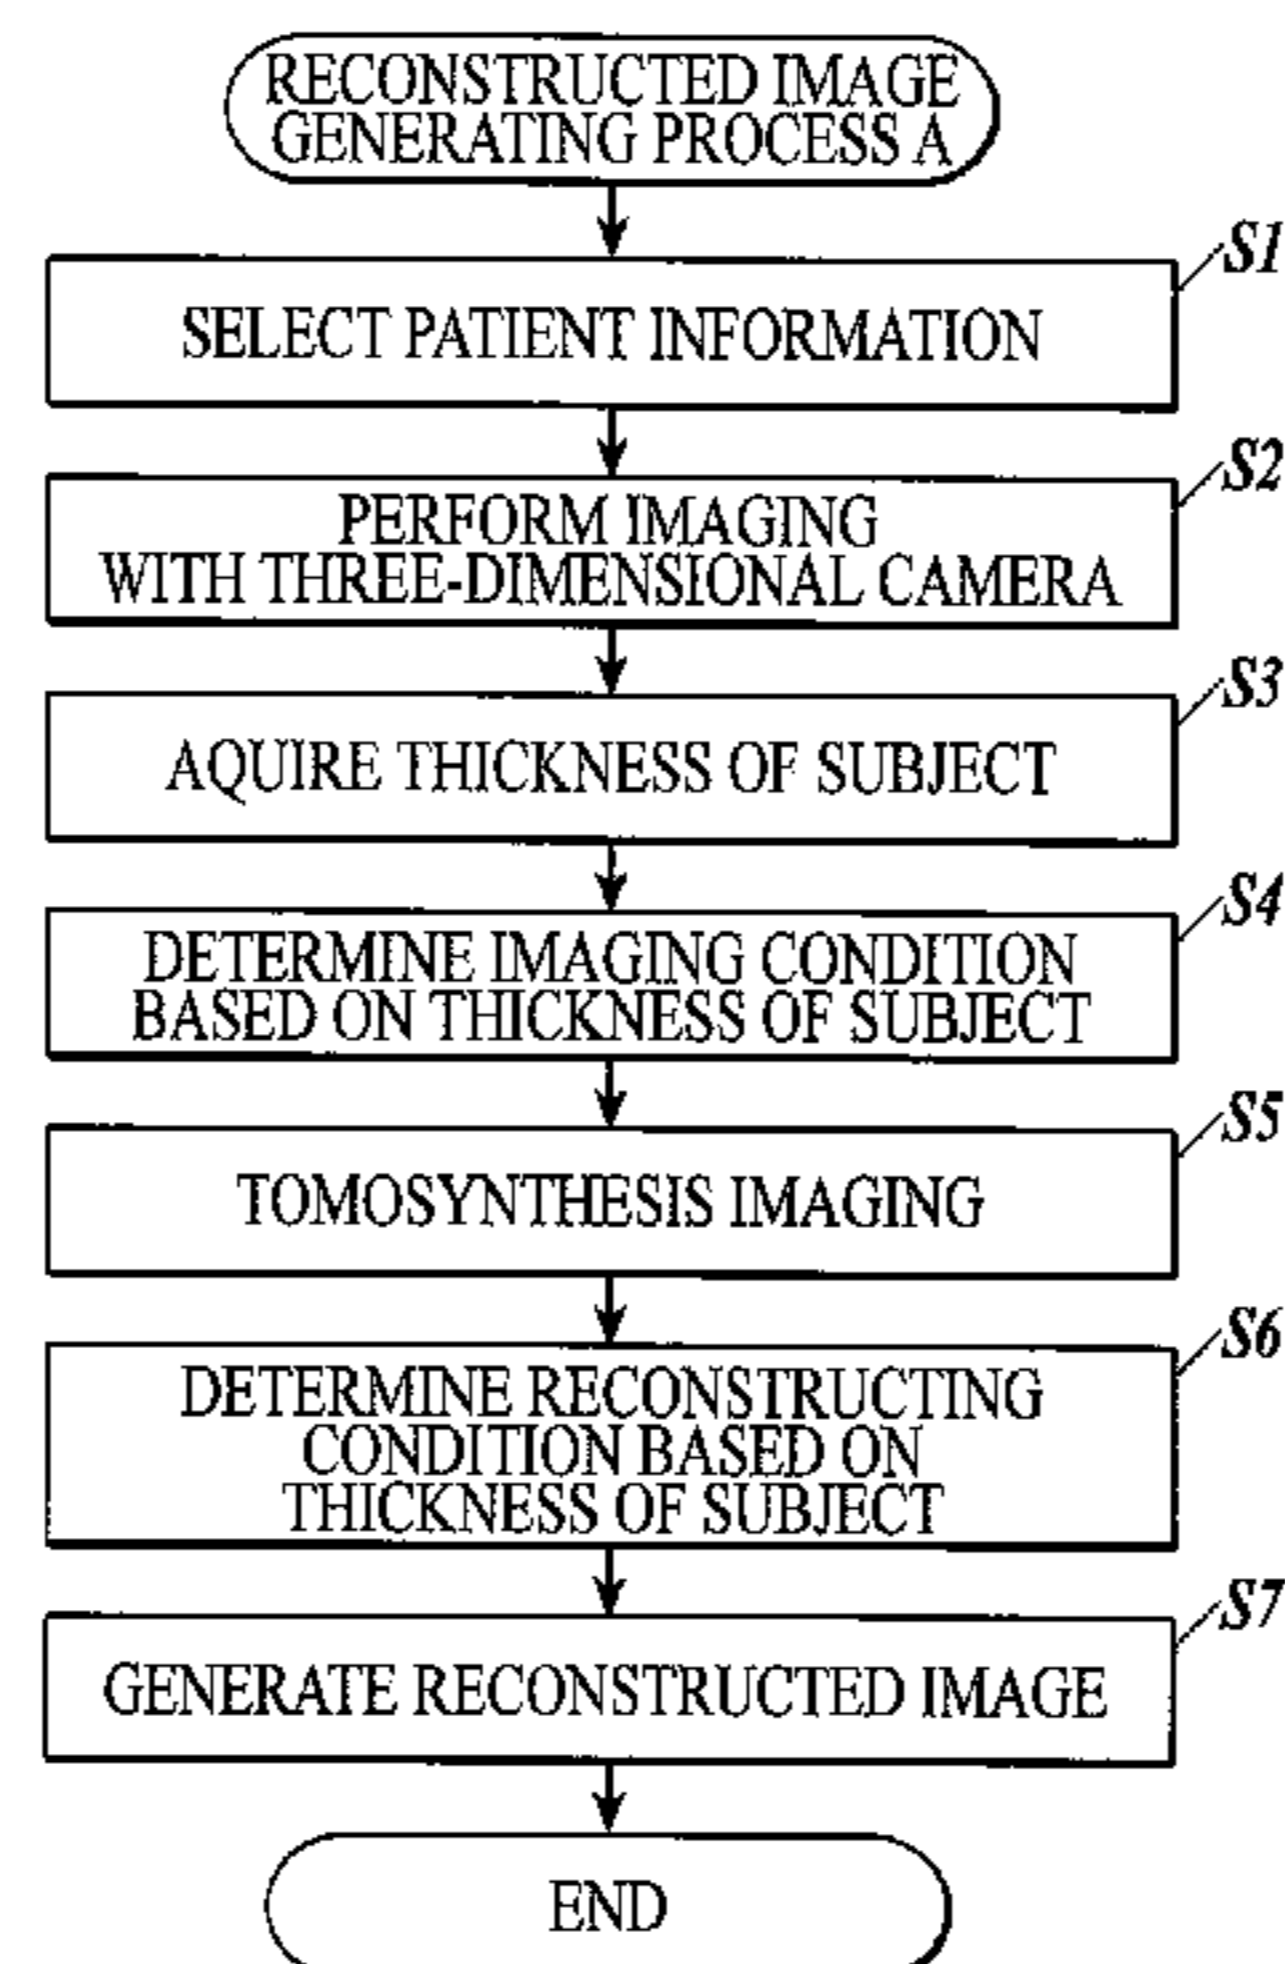 RECONSTRUCTED IMAGE
GENERATING PROCESS A
S1
SELECT PATIENT INFORMATION
S2
PERFORM IMAGING
WITH THREE-DIMENSIONAL CAMERA
S3
AQUIRE THICKNESS OF SUBJECT
S4
DETERMINE IMAGING CONDITION
BASED ON THICKNESS OF SUBJECT
S5
TOMOSYNTHESIS IMAGING
S6
DETERMINE RECONSTRUCTING
CONDITION BASED ON
THICKNESS OF SUBJECT
S7
GENERATE RECONSTRUCTED IMAGE
END